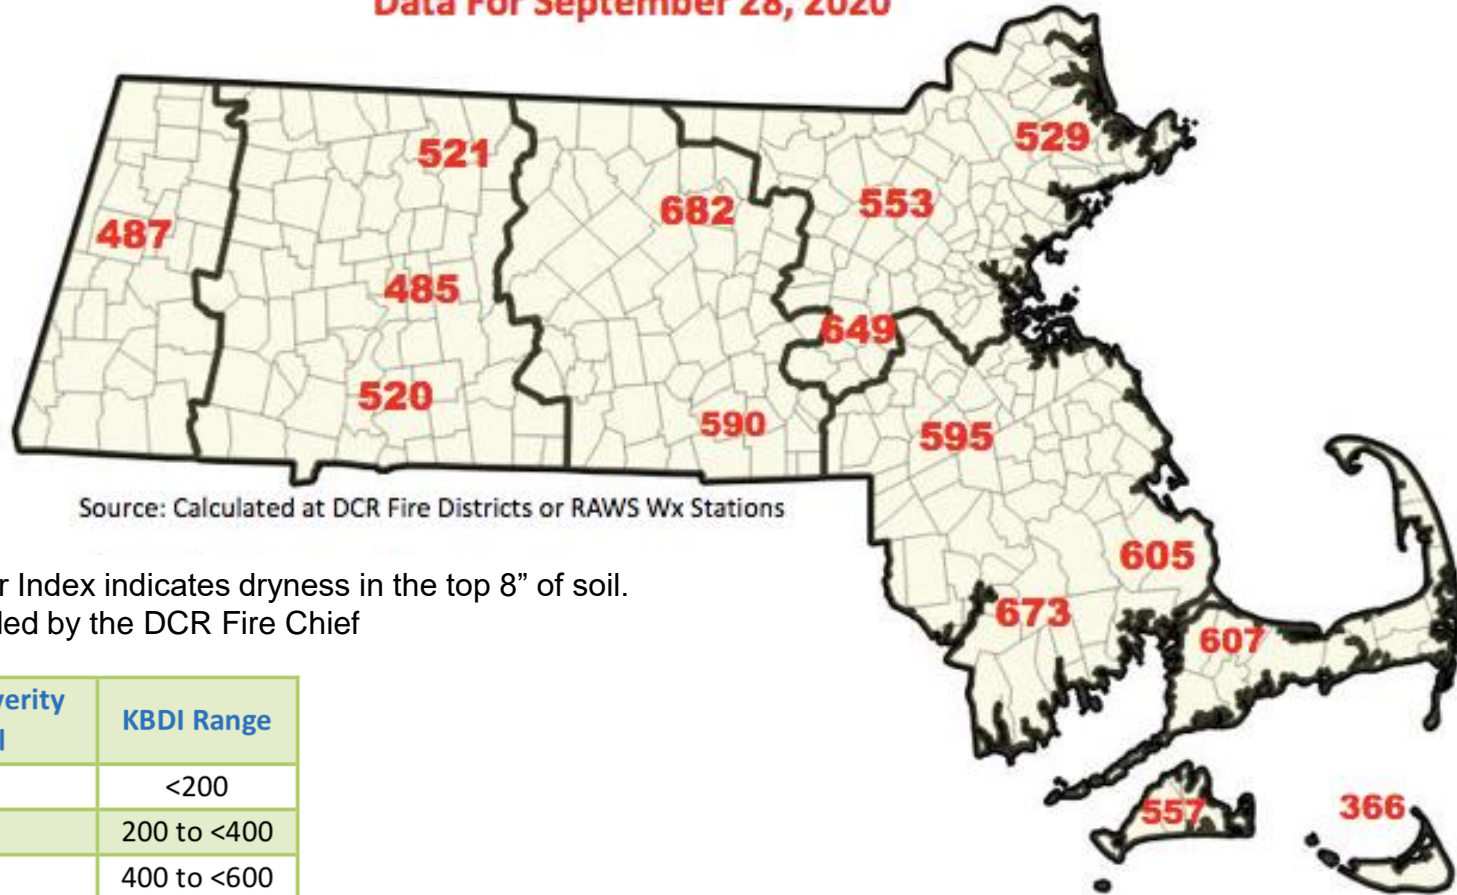 Data For September 28, 2020
529
521
553
682
487
485
649
520
590
595
Source: Calculated at DCR Fire Districts or RAWS Wx Stations
605
r Index indicates dryness in the top 8” of soil.
673
led by the DCR Fire Chief
607
verity
KBDI Range
<200
557
366
200 to <400
400 to <600